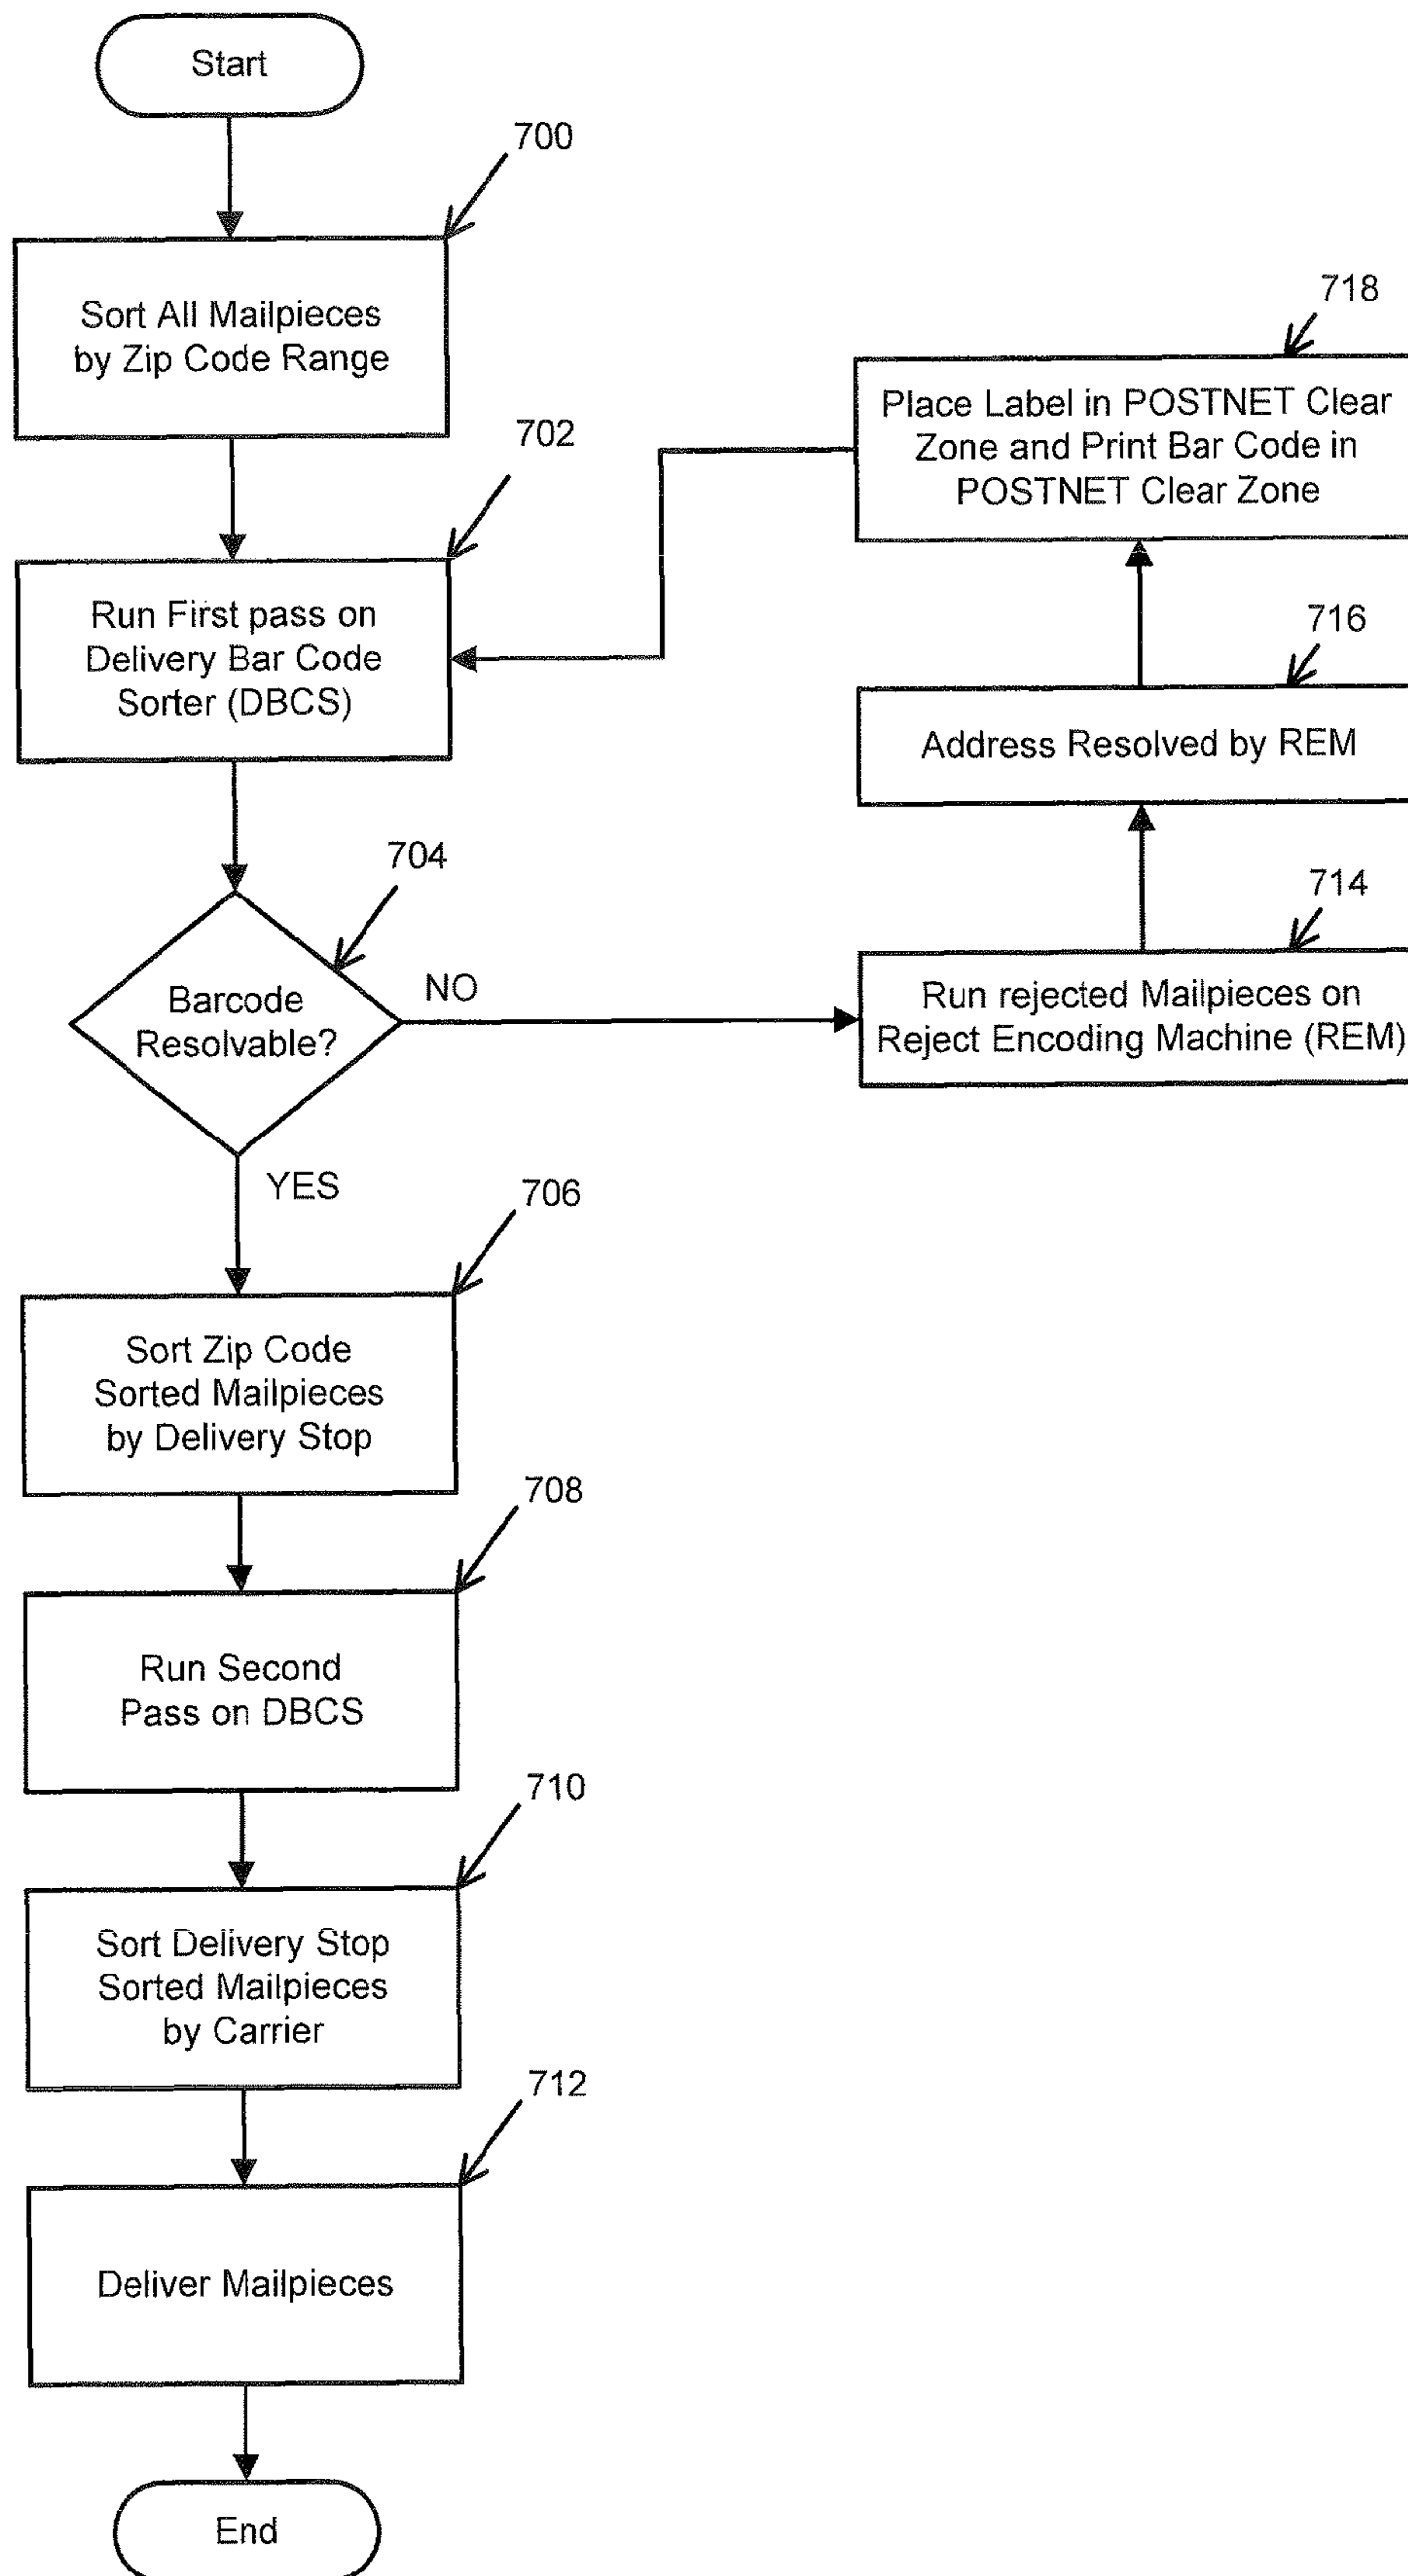 Start
700
Sort All Mailpieces
by Zip Code Range
702
Run First pass on
Delivery Bar Code
Sorter (DBCS)
704
Barcode
Resolvable?
NO
YES
706
Sort Zip Code
Sorted Mailpieces
by Delivery Stop
708
Run Second
Pass on DBCS
710
Sort Delivery Stop
Sorted Mailpieces
by Carrier
712
Deliver Mailpieces
End
718
Place Label in POSTNET Clear
Zone and Print Bar Code in
POSTNET Clear Zone
716
Address Resolved by REM
714
Run rejected Mailpieces on
Reject Encoding Machine (REM)